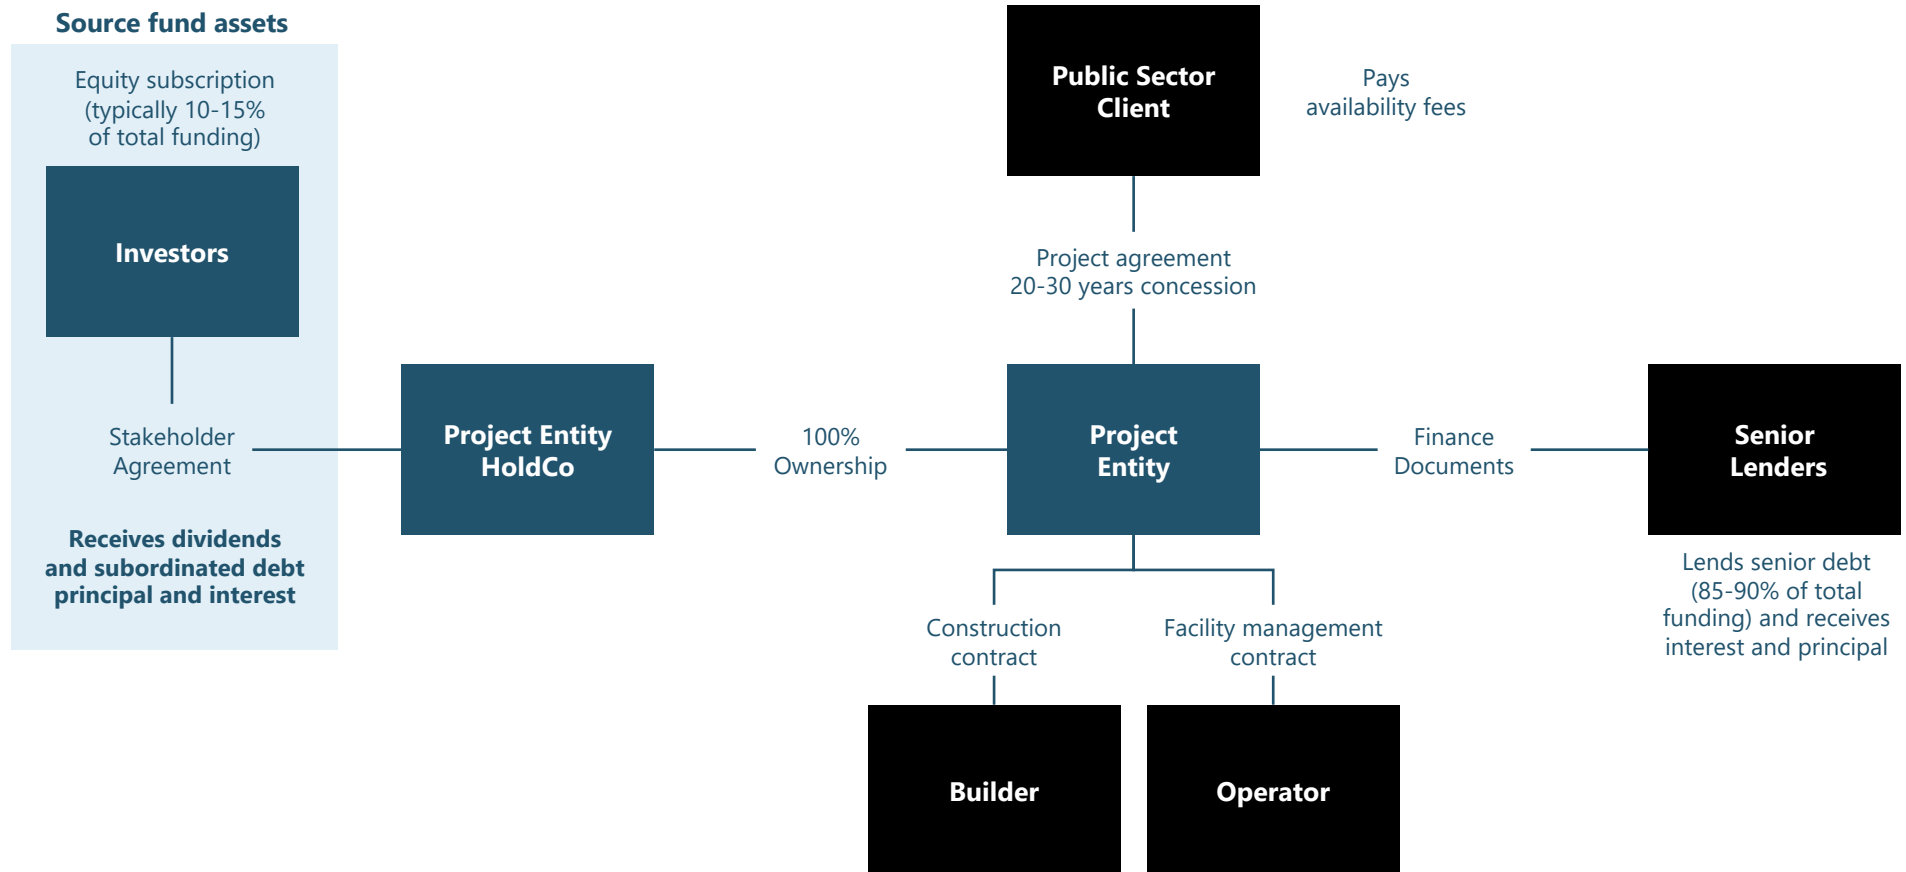 Source fund assets
Equity subscription
(typically 10-15%
of total funding)
Investors
Stakeholder
Agreement
Receives dividends
and subordinated debt
principal and interest
Project Entity
HoldCo
100%
Ownership
Public Sector
Client
Pays
availability fees
Project agreement
20-30 years concession
Project
Entity
Finance
Documents
Senior
Lenders
Lends senior debt
(85-90% of total
funding) and receives
interest and principal
Construction
contract
Facility management
contract
Builder
Operator